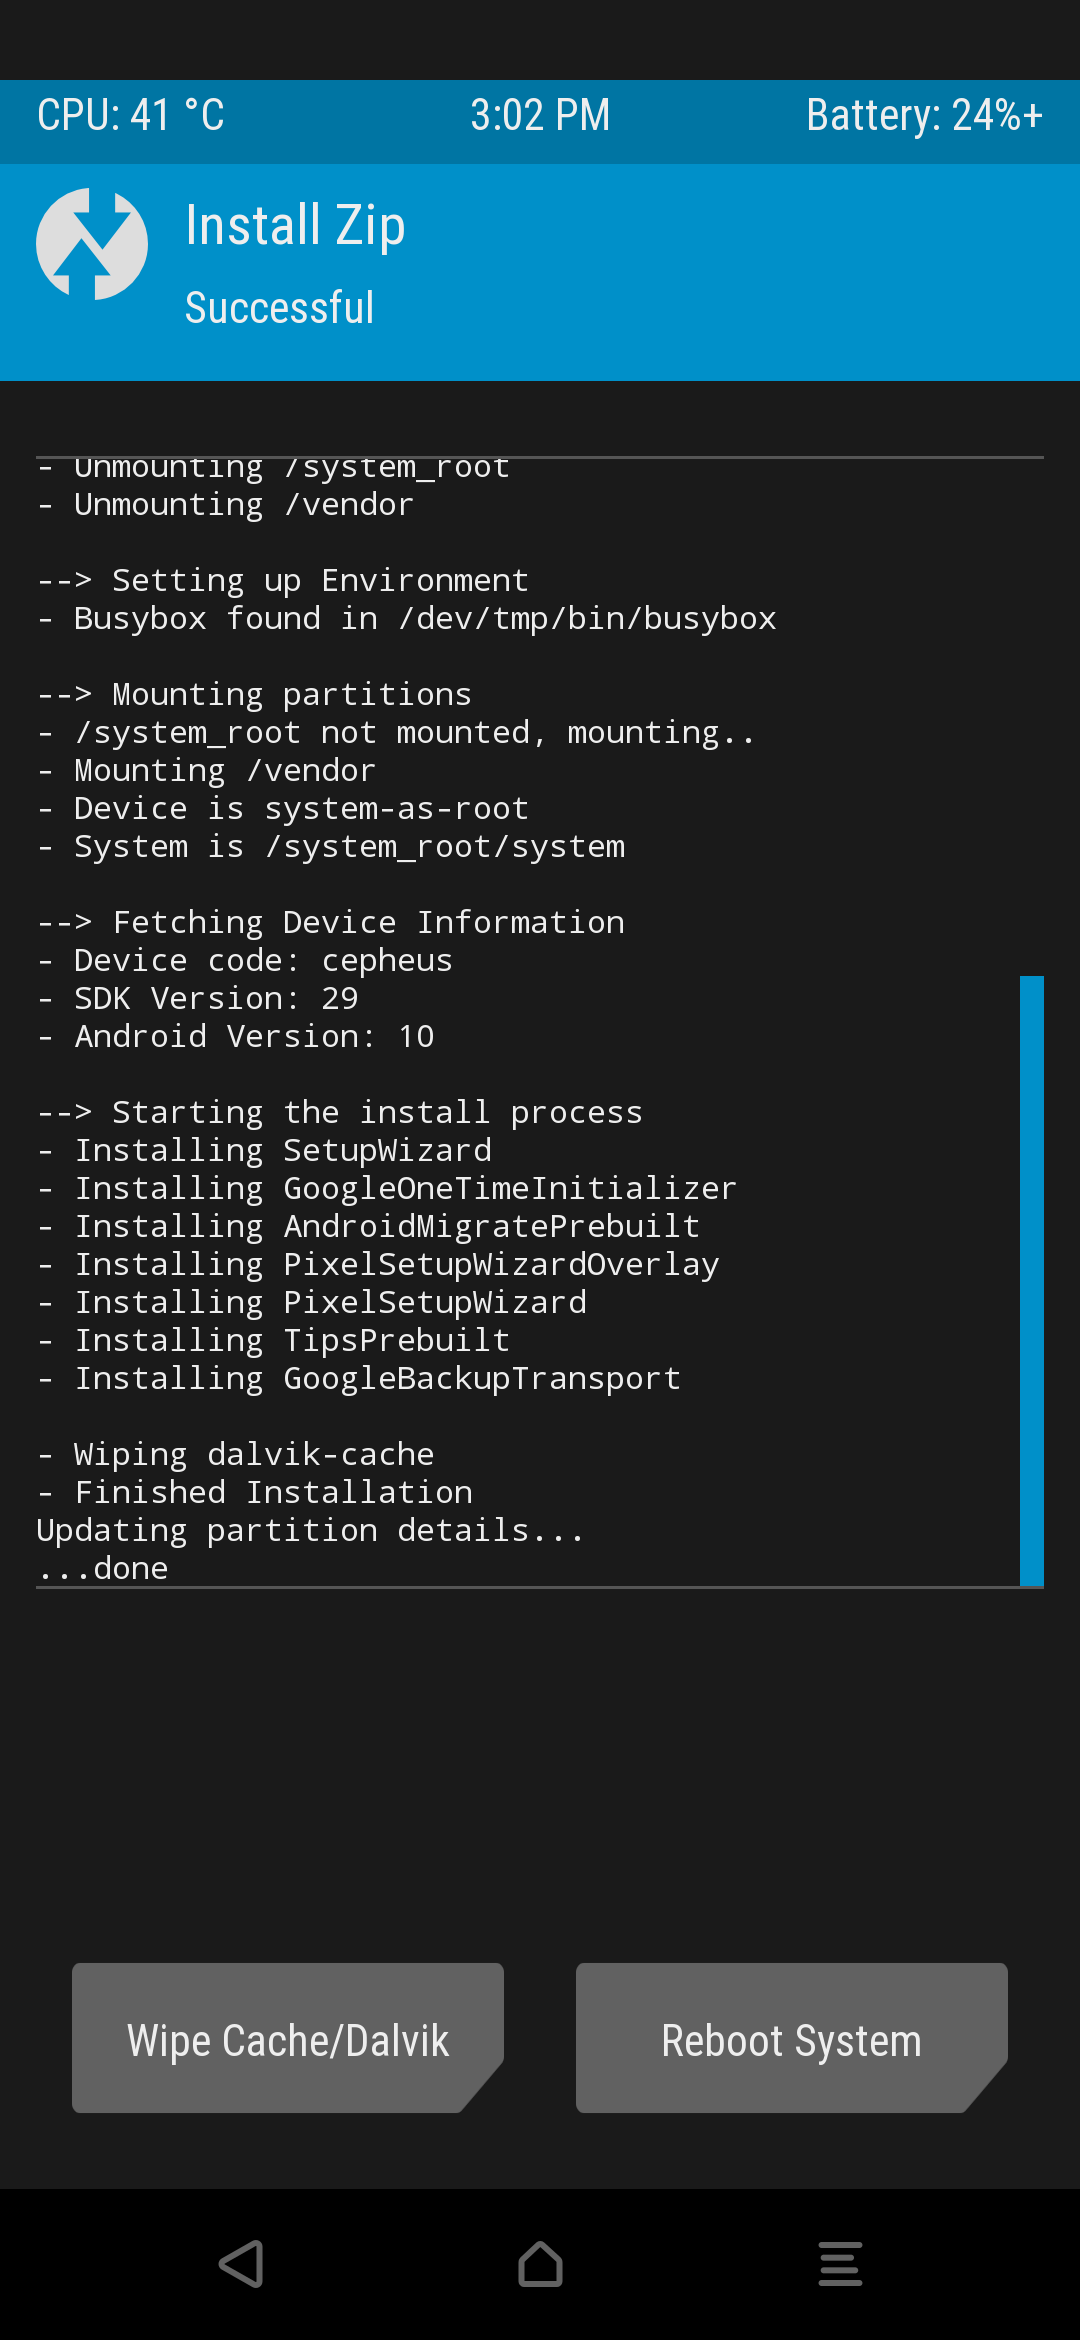 CPU: 41 °C 3:02 PM Battery: 24%+
Install Zip
Successful
- Unmounting /system_root
- Unmounting /vendor
--> Setting up Environment
- Busybox found in /dev/tmp/bin/busybox
--> Mounting partitions
- /system_root not mounted, mounting..
- Mounting /vendor
- Device is system-as-root
- System is /system_root/system
--> Fetching Device Information
- Device code: cepheus
- SDK Version: 29
- Android Version: 10
--> Starting the install process
- Installing SetupWizard
- Installing GoogleOneTimeInitializer
- Installing AndroidMigratePrebuilt
- Installing PixelSetupWizardOverlay
- Installing PixelSetupWizard
- Installing TipsPrebuilt
- Installing GoogleBackupTransport
- Wiping dalvik-cache
- Finished Installation
Updating partition details...
...done
Wipe Cache/Dalvik Reboot System